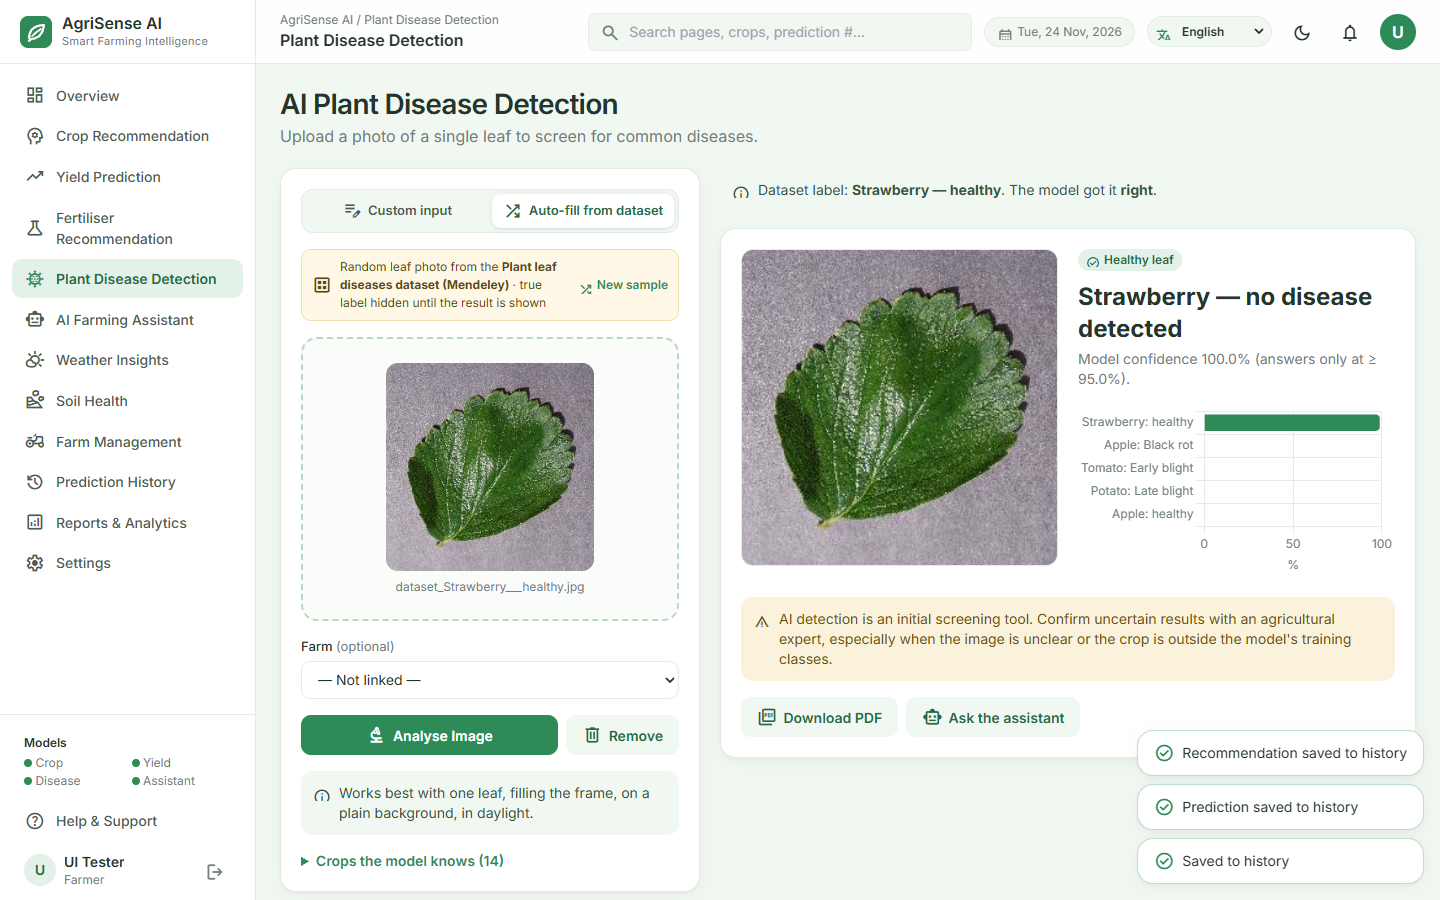 AgriSense AI
Smart Farming Intelligence
AgriSense AI / Plant Disease Detection
Plant Disease Detection
Search pages, crops, prediction #...
Tue, 24 Nov, 2026
English
U
Overview
Crop Recommendation
Yield Prediction
Fertiliser
Recommendation
Plant Disease Detection
AI Farming Assistant
Weather Insights
Soil Health
Farm Management
Prediction History
Reports & Analytics
Settings
Models
Crop
Yield
Disease
Assistant
Help & Support
U
UI Tester
Farmer
AI Plant Disease Detection
Upload a photo of a single leaf to screen for common diseases.
Custom input
Auto-fill from dataset
Random leaf photo from the Plant leaf
diseases dataset (Mendeley) · true
label hidden until the result is shown
New sample
dataset_Strawberry___healthy.jpg
Farm (optional)
— Not linked —
Analyse Image
Remove
Works best with one leaf, filling the frame, on a
plain background, in daylight.
Crops the model knows (14)
Dataset label: Strawberry — healthy. The model got it right.
Healthy leaf
Strawberry — no disease
detected
Model confidence 100.0% (answers only at ≥
95.0%).
Strawberry: healthy
Apple: Black rot
Tomato: Early blight
Potato: Late blight
Apple: healthy
0
50
100
%
AI detection is an initial screening tool. Confirm uncertain results with an agricultural
expert, especially when the image is unclear or the crop is outside the model's training
classes.
Download PDF
Ask the assistant
Recommendation saved to history
Prediction saved to history
Saved to history